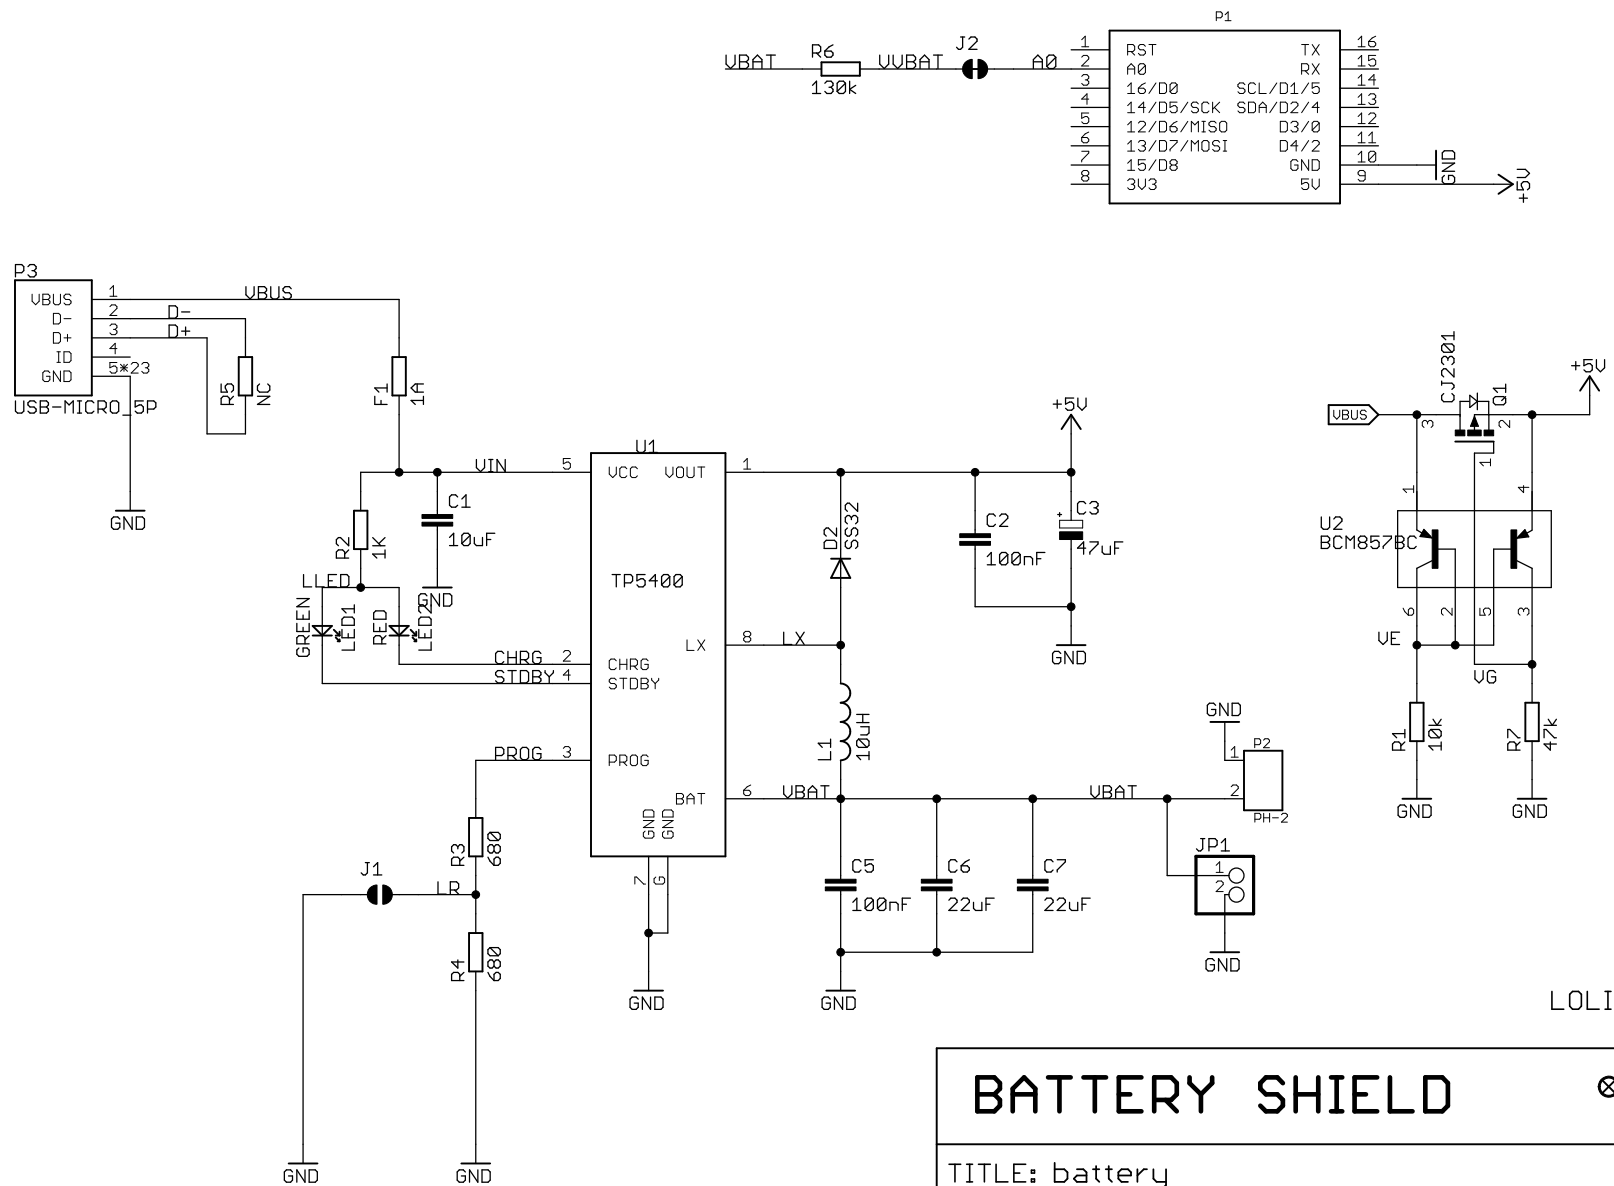 P1
VBAT R6 VVBAT J2 A0
130k
1 RST TX 16
2 A0 RX 15
3 16/D0 SCL/D1/5 14
4 14/D5/SCK SDA/D2/4 13
5 12/D6/MISO D3/0 12
6 13/D7/MOSI D4/2 11
7 15/D8 GND 10 GND
8 3V3 5V 9 +5V
P3
VBUS 1 VBUS
D- 2 D-
D+ 3 D+
ID 4
GND 5*23
USB-MICRO_5P
R5 NC
GND
F1 1A
VIN
R2 1K
C1
10uF
GND
LLED
GREEN LED1
RED LED2
CHRG
STDBY
PROG
U1
5 VCC VOUT 1
TP5400
LX 8 LX
2 CHRG
4 STDBY
3 PROG
BAT 6 VBAT
GND GND
7 G
GND
R3 680
J1 LR
R4 680
GND
GND
+5V
D2 SS32
C2
100nF
C3
+
47uF
GND
L1 10uH
VBAT
C5
100nF
C6
22uF
C7
22uF
GND
GND
P2
1
2
PH-2
JP1
1
2
GND
CJ2301
Q1
+5V
VBUS
3 2
1
1 4
U2
BCM857BC
6 2 5 3
VE
VG
R1 10k
R7 47k
GND GND
LOLI
BATTERY SHIELD
TITLE: battery